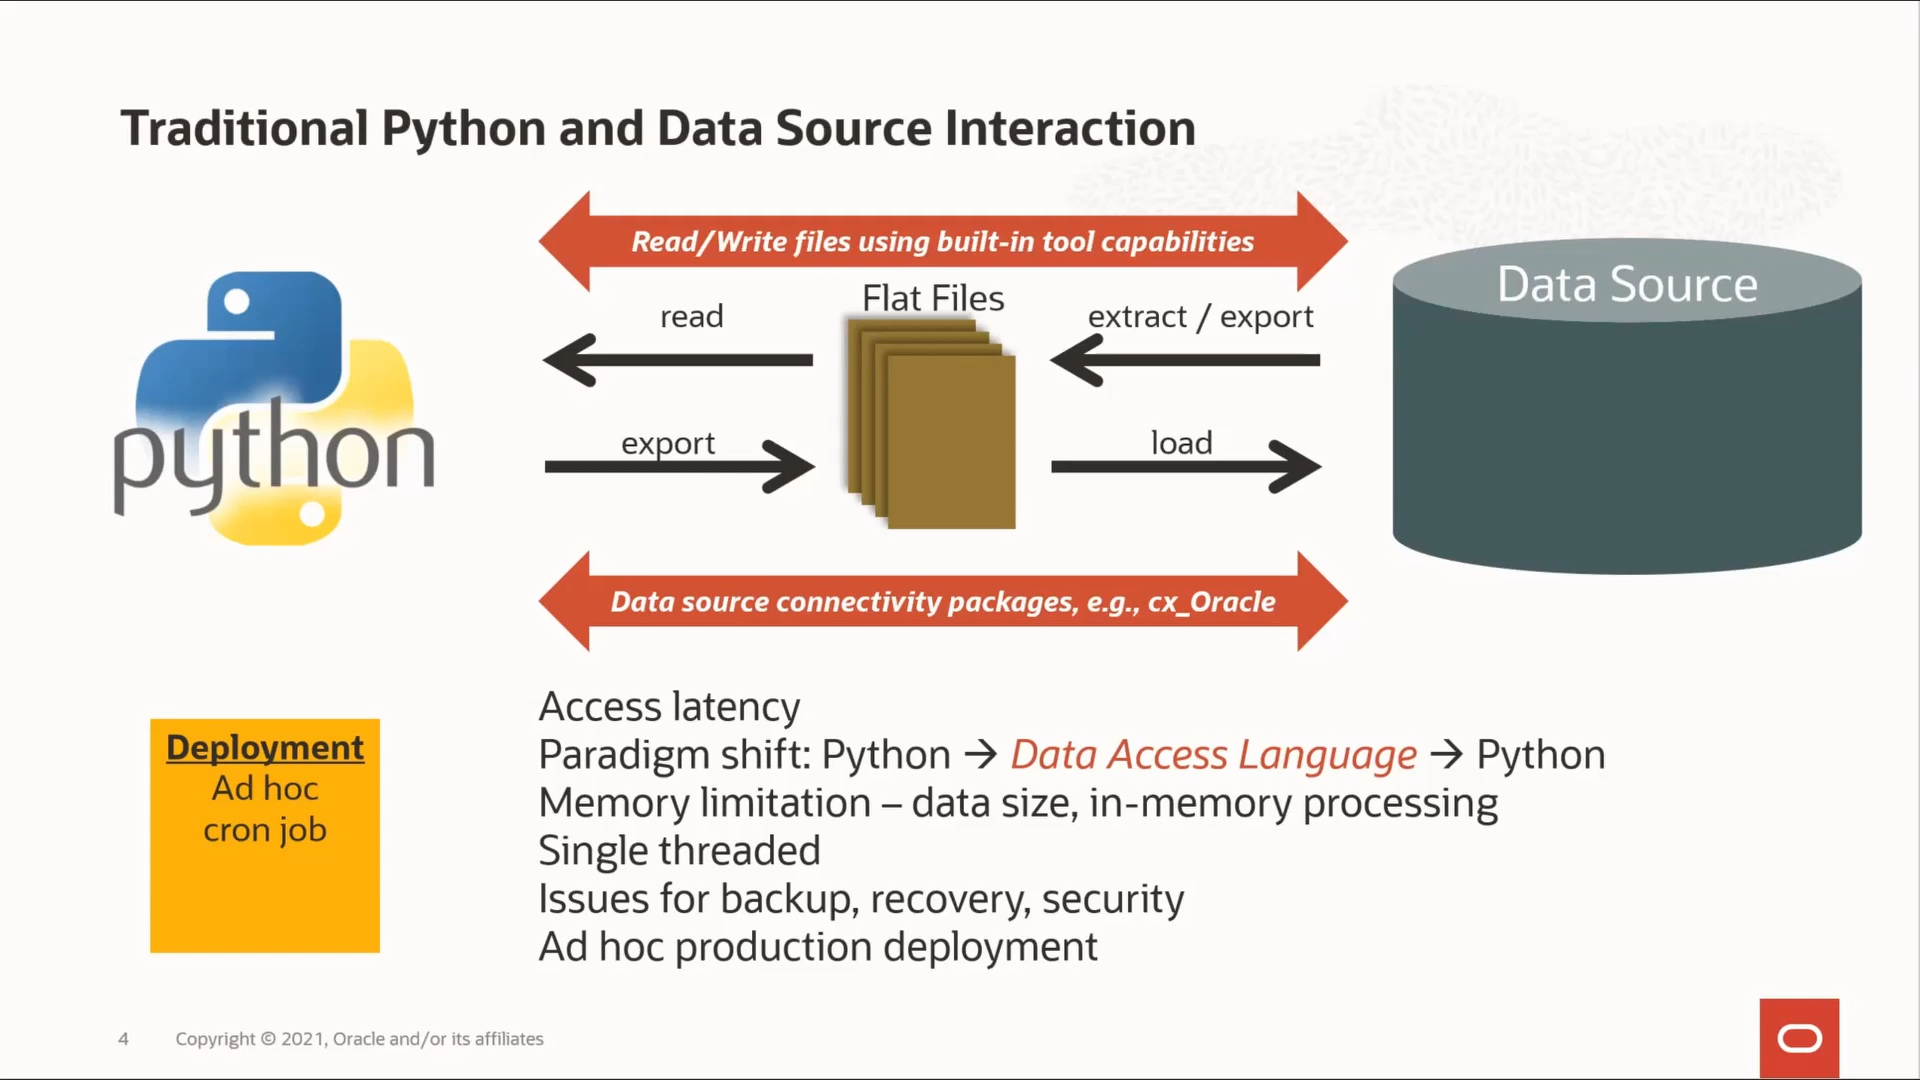 Traditional Python and Data Source Interaction
Read/Write files using built-in tool capabilities
Data Source
Flat Files
read
extract / export
python
export
load
Data source connectivity packages, e.g., cx_Oracle
Deployment
Ad hoc
cron job
Access latency
Paradigm shift: Python → Data Access Language → Python
Memory limitation – data size, in-memory processing
Single threaded
Issues for backup, recovery, security
Ad hoc production deployment
4
Copyright © 2021, Oracle and/or its affiliates